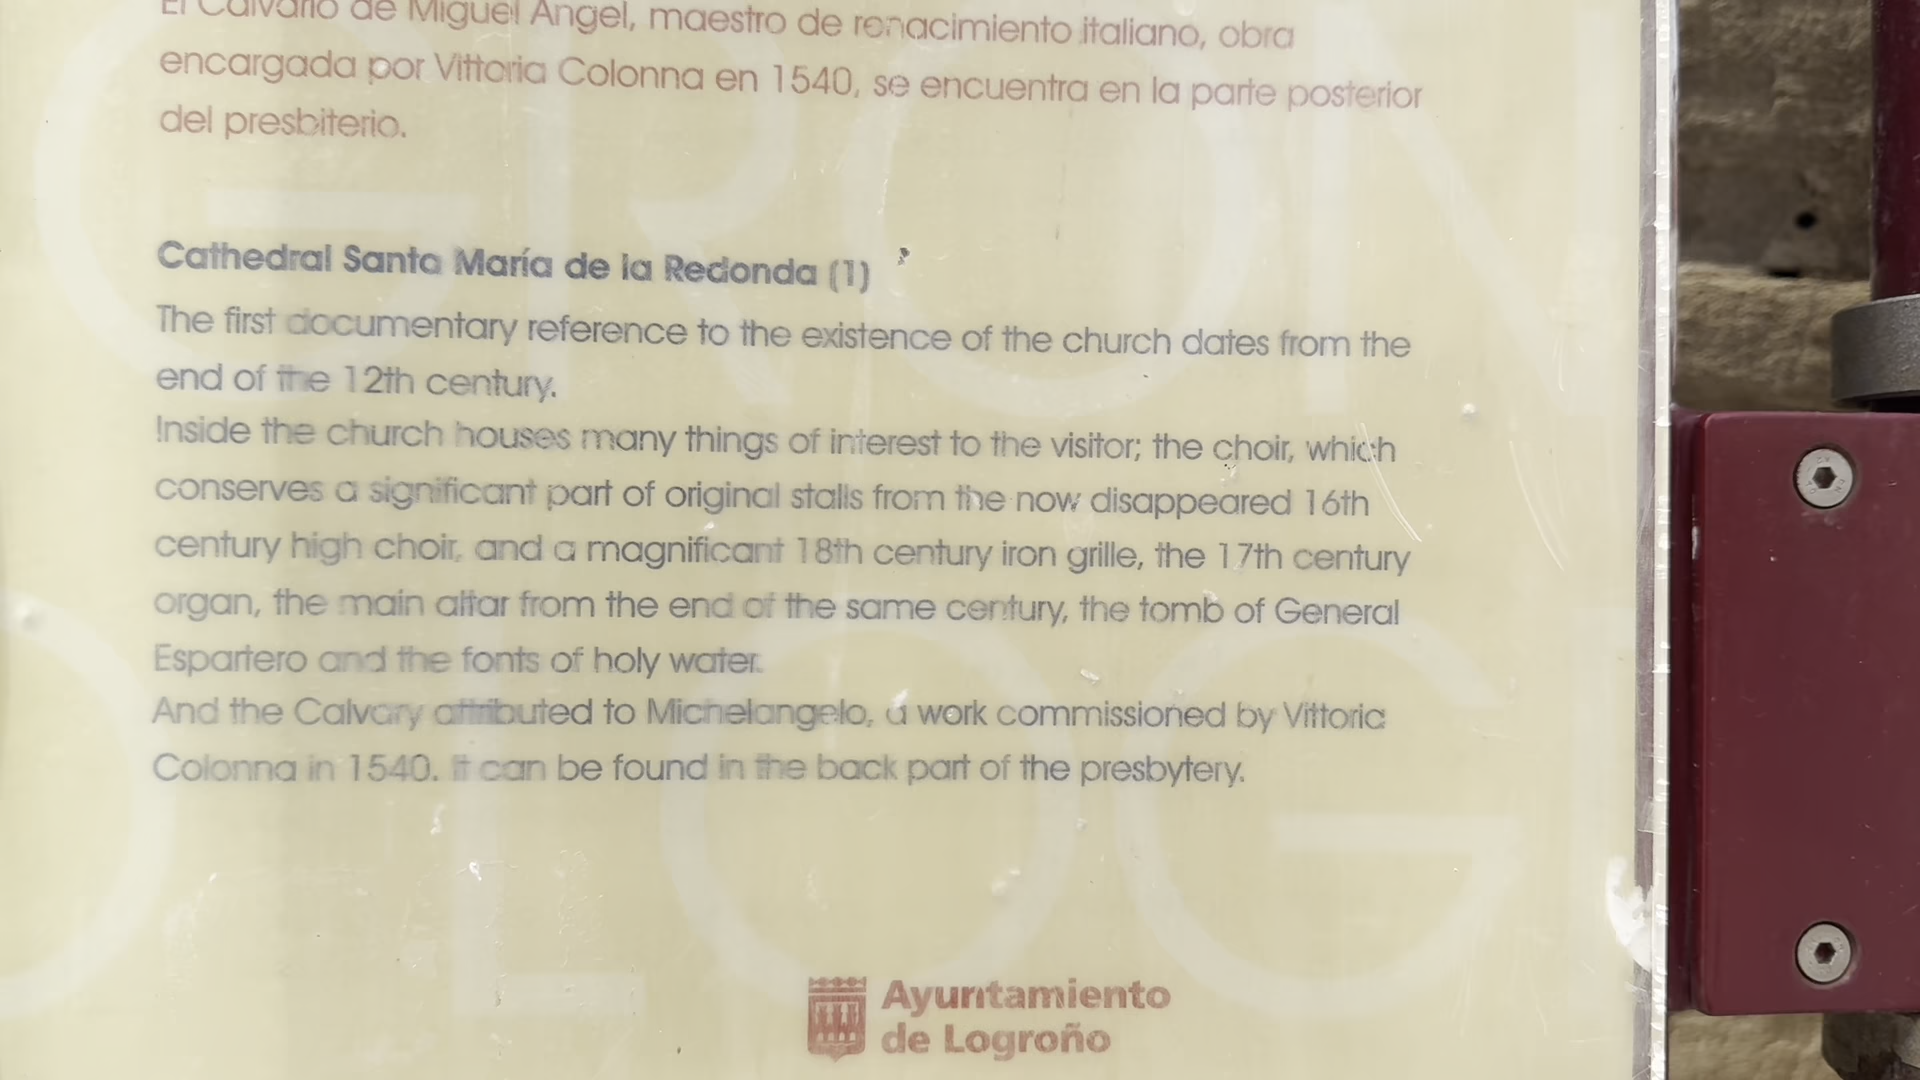 El Calvario de Miguel Angel, maestro de renacimiento italiano, obra
encargada por Vittoria Colonna en 1540, se encuentra en la parte posterior
del presbiterio.
Cathedral Santa María de la Redonda (1)
The first documentary reference to the existence of the church dates from the
end of the 12th century.
Inside the church houses many things of interest to the visitor; the choir, which
conserves a significant part of original stalls from the now disappeared 16th
century high choir, and a magnificant 18th century iron grille, the 17th century
organ, the main altar from the end of the same century, the tomb of General
Espartero and the fonts of holy water.
And the Calvary attributed to Michelangelo, a work commissioned by Vittoria
Colonna in 1540. It can be found in the back part of the presbytery.
Ayuntamiento
de Logroño